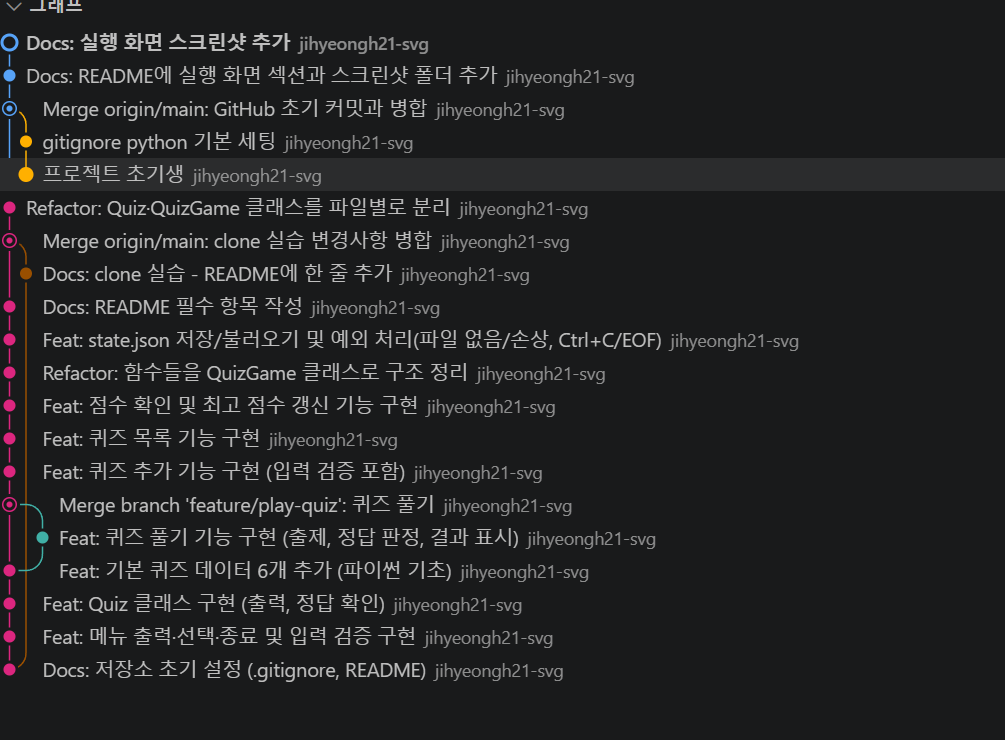 그래프
Docs: 실행 화면 스크린샷 추가 jihyeongh21-svg
Docs: README에 실행 화면 섹션과 스크린샷 폴더 추가 jihyeongh21-svg
Merge origin/main: GitHub 초기 커밋과 병합 jihyeongh21-svg
gitignore python 기본 세팅 jihyeongh21-svg
프로젝트 초기생 jihyeongh21-svg
Refactor: Quiz·QuizGame 클래스를 파일별로 분리 jihyeongh21-svg
Merge origin/main: clone 실습 변경사항 병합 jihyeongh21-svg
Docs: clone 실습 - README에 한 줄 추가 jihyeongh21-svg
Docs: README 필수 항목 작성 jihyeongh21-svg
Feat: state.json 저장/불러오기 및 예외 처리(파일 없음/손상, Ctrl+C/EOF) jihyeongh21-svg
Refactor: 함수들을 QuizGame 클래스로 구조 정리 jihyeongh21-svg
Feat: 점수 확인 및 최고 점수 갱신 기능 구현 jihyeongh21-svg
Feat: 퀴즈 목록 기능 구현 jihyeongh21-svg
Feat: 퀴즈 추가 기능 구현 (입력 검증 포함) jihyeongh21-svg
Merge branch 'feature/play-quiz': 퀴즈 풀기 jihyeongh21-svg
Feat: 퀴즈 풀기 기능 구현 (출제, 정답 판정, 결과 표시) jihyeongh21-svg
Feat: 기본 퀴즈 데이터 6개 추가 (파이썬 기초) jihyeongh21-svg
Feat: Quiz 클래스 구현 (출력, 정답 확인) jihyeongh21-svg
Feat: 메뉴 출력·선택·종료 및 입력 검증 구현 jihyeongh21-svg
Docs: 저장소 초기 설정 (.gitignore, README) jihyeongh21-svg